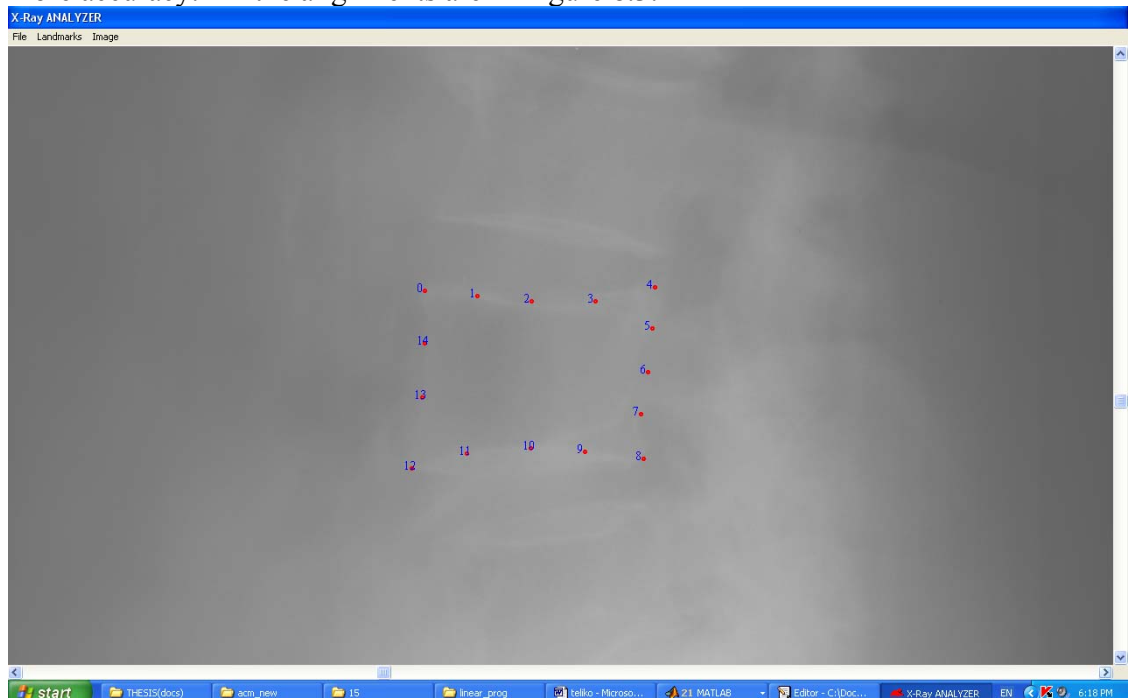 X-Ray ANALYZER
File Landmarks Image
0 1 2 3 4
5
14
6
13
7
12 11 10 9 8
start THESIS(docs) acm_new 15 linear_prog teliko - Microso... 21 MATLAB Editor - C:\Doc... X-Ray ANALYZER EN 6:18 PM